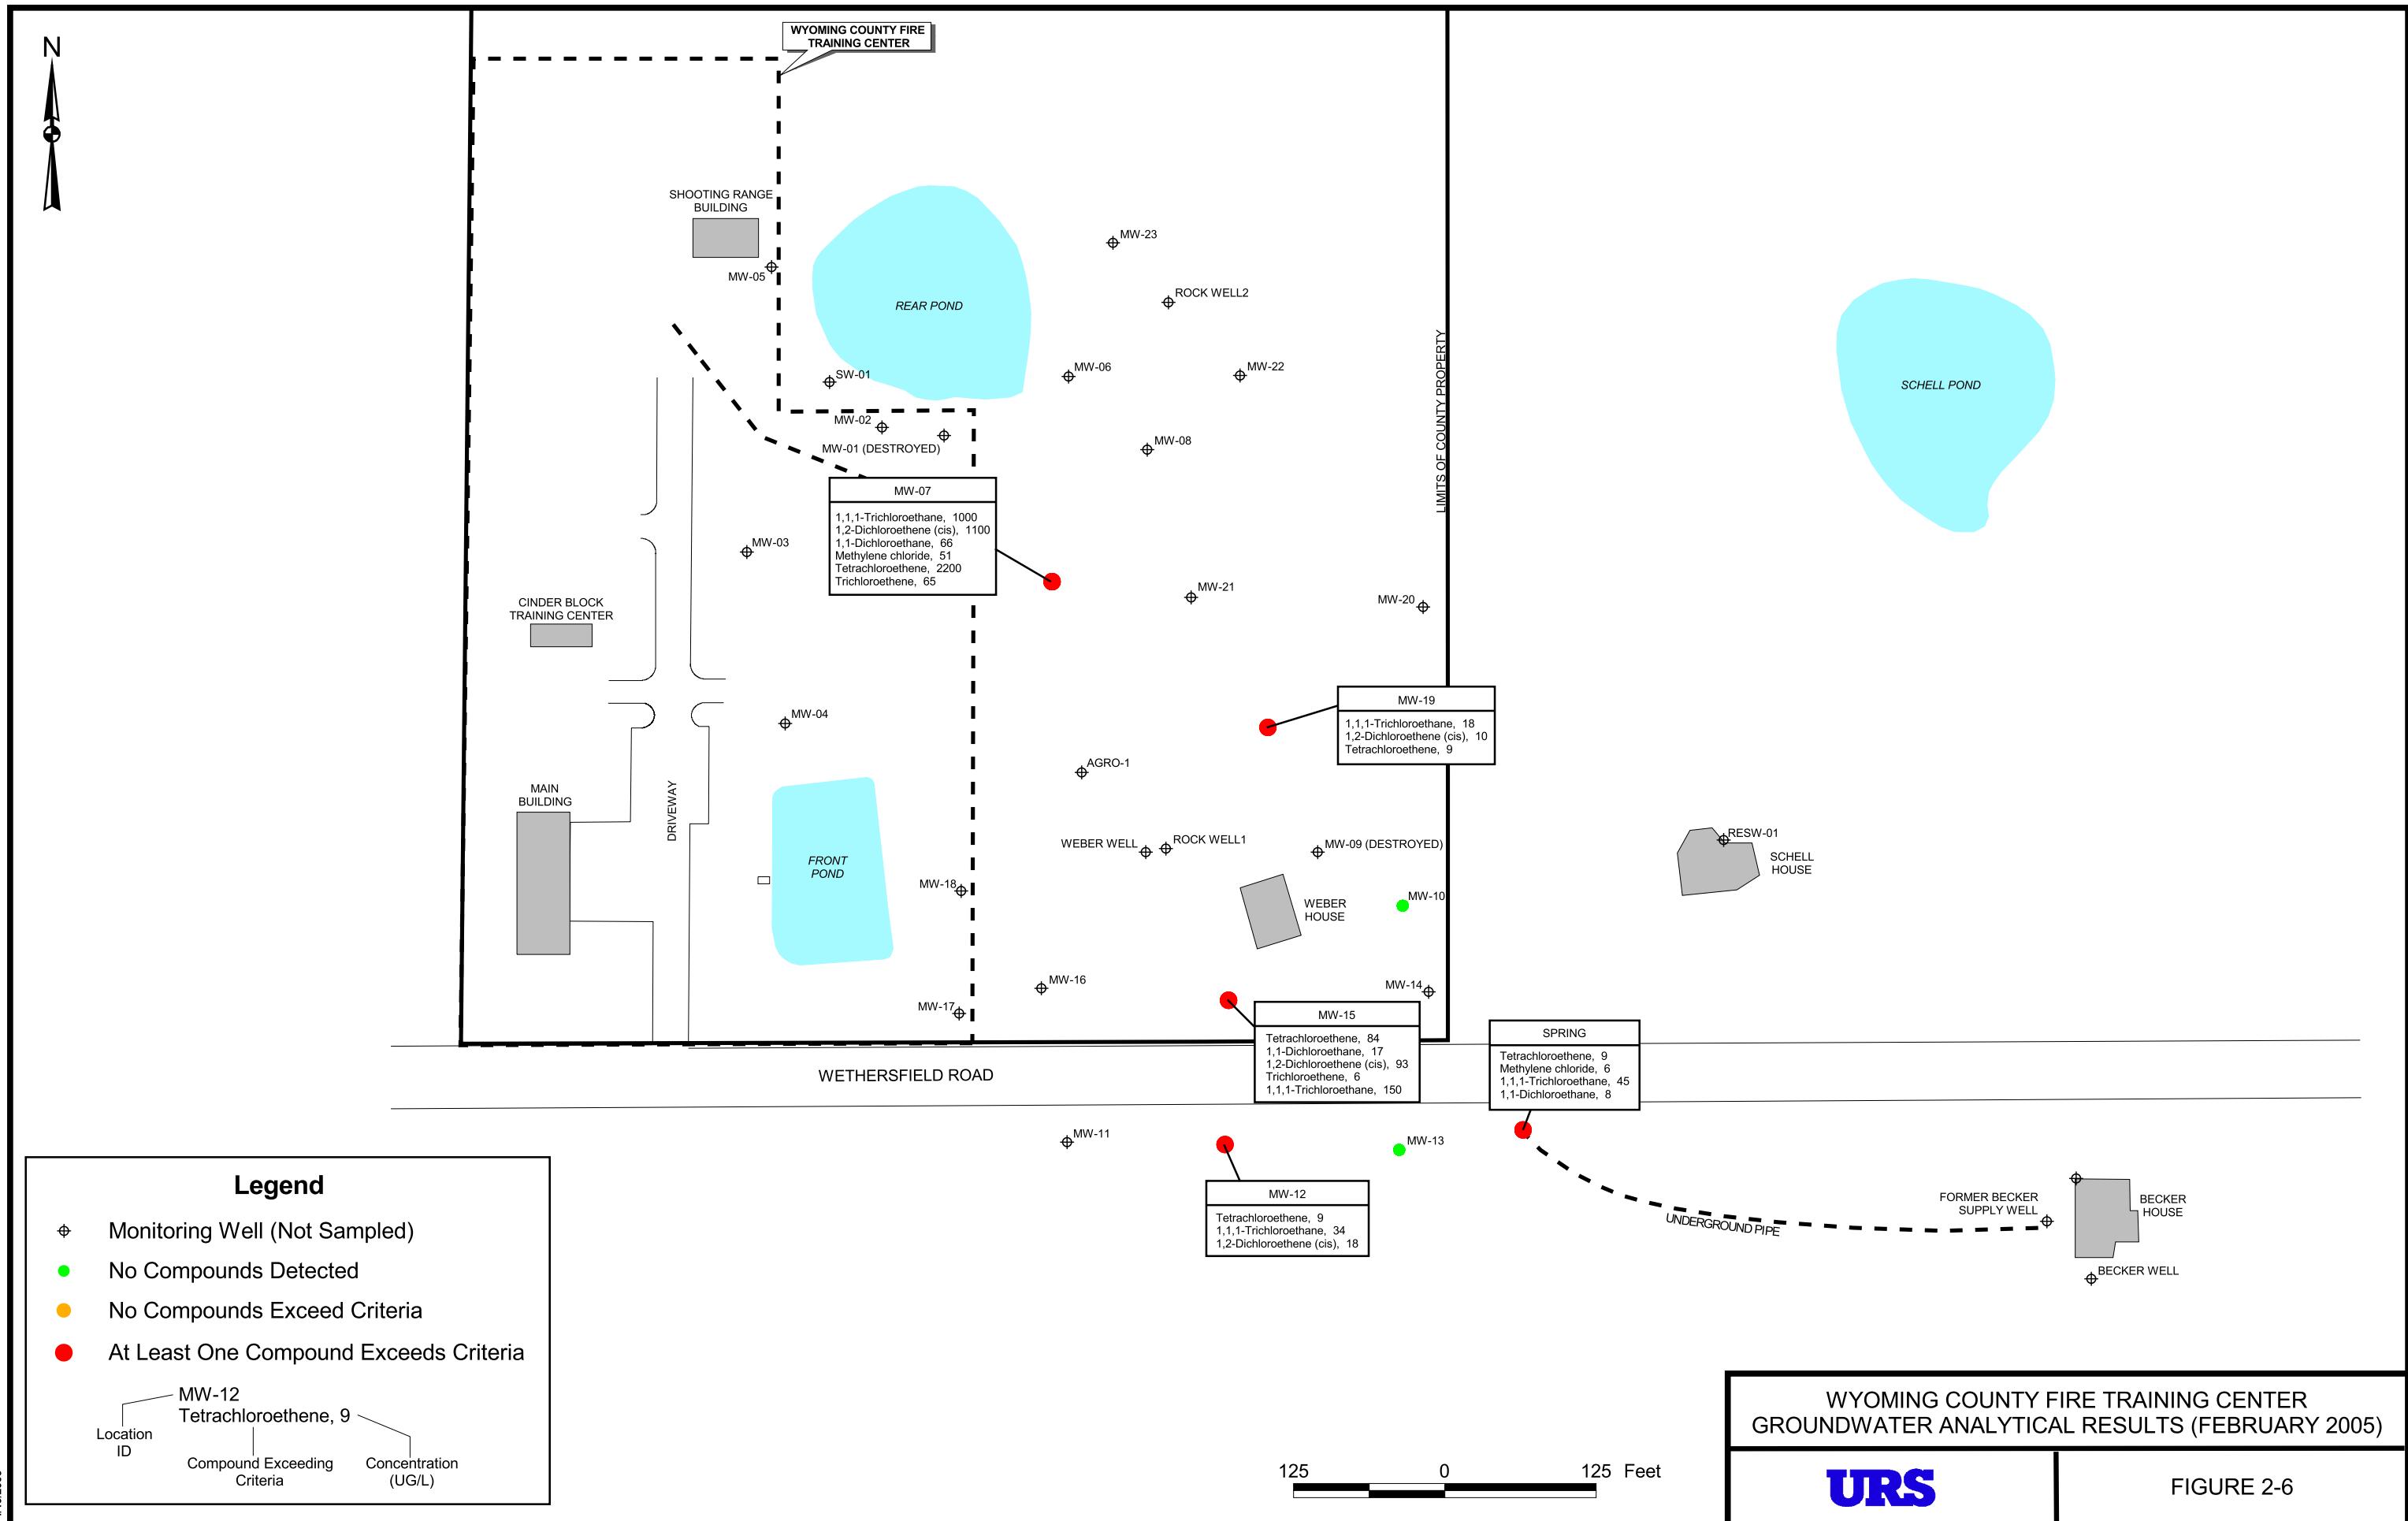 WYOMING COUNTY FIRE
TRAINING CENTER
N
SHOOTING RANGE
BUILDING
MW-05
REAR POND
MW-23
ROCK WELL2
MW-06
MW-22
SW-01
MW-02
MW-01 (DESTROYED)
MW-08
LIMITS OF COUNTY PROPERTY
SCHELL POND
MW-07
1,1,1-Trichloroethane, 1000
1,2-Dichloroethene (cis), 1100
1,1-Dichloroethane, 66
Methylene chloride, 51
Tetrachloroethene, 2200
Trichloroethene, 65
MW-03
MW-21
MW-20
CINDER BLOCK
TRAINING CENTER
MW-04
MW-19
1,1,1-Trichloroethane, 18
1,2-Dichloroethene (cis), 10
Tetrachloroethene, 9
AGRO-1
MAIN
BUILDING
DRIVEWAY
FRONT
POND
WEBER WELL
ROCK WELL1
MW-09 (DESTROYED)
RESW-01
SCHELL
HOUSE
MW-18
MW-10
WEBER
HOUSE
MW-16
MW-14
MW-17
MW-15
Tetrachloroethene, 84
1,1-Dichloroethane, 17
1,2-Dichloroethene (cis), 93
Trichloroethene, 6
1,1,1-Trichloroethane, 150
SPRING
Tetrachloroethene, 9
Methylene chloride, 6
1,1,1-Trichloroethane, 45
1,1-Dichloroethane, 8
WETHERSFIELD ROAD
MW-11
MW-13
MW-12
Tetrachloroethene, 9
1,1,1-Trichloroethane, 34
1,2-Dichloroethene (cis), 18
UNDERGROUND PIPE
FORMER BECKER
SUPPLY WELL
BECKER
HOUSE
BECKER WELL
Legend
Monitoring Well (Not Sampled)
No Compounds Detected
No Compounds Exceed Criteria
At Least One Compound Exceeds Criteria
MW-12
Tetrachloroethene, 9
Location
ID
Compound Exceeding
Criteria
Concentration
(UG/L)
125 0 125 Feet
WYOMING COUNTY FIRE TRAINING CENTER
GROUNDWATER ANALYTICAL RESULTS (FEBRUARY 2005)
URS
FIGURE 2-6